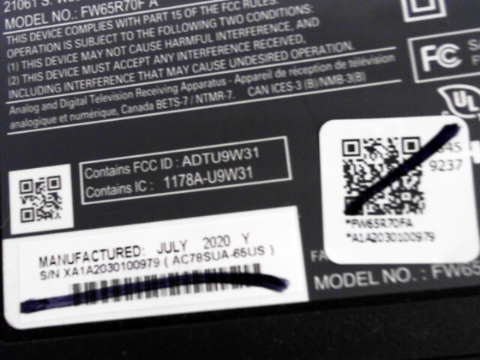 MODEL NO.: FW65R70F A
THIS DEVICE COMPLIES WITH PART 15 OF THE FCC RULES.
OPERATION IS SUBJECT TO THE FOLLOWING TWO CONDITIONS:
(1) THIS DEVICE MAY NOT CAUSE HARMFUL INTERFERENCE, AND
(2) THIS DEVICE MUST ACCEPT ANY INTERFERENCE RECEIVED,
INCLUDING INTERFERENCE THAT MAY CAUSE UNDESIRED OPERATION.
Analog and Digital Television Receiving Apparatus - Appareil de réception de télévision
analogique et numérique, Canada BETS-7 / NTMR-7. CAN ICES-3 (B)/NMB-3(B)
FC
UL
Contains FCC ID : ADTU9W31
Contains IC : 1178A-U9W31
9237
*FW65R70FA
*A1A2030100979
MANUFACTURED: JULY 2020 Y
S/N XA1A2030100979 ( AC78SUA-65US )
MODEL NO. : FW65